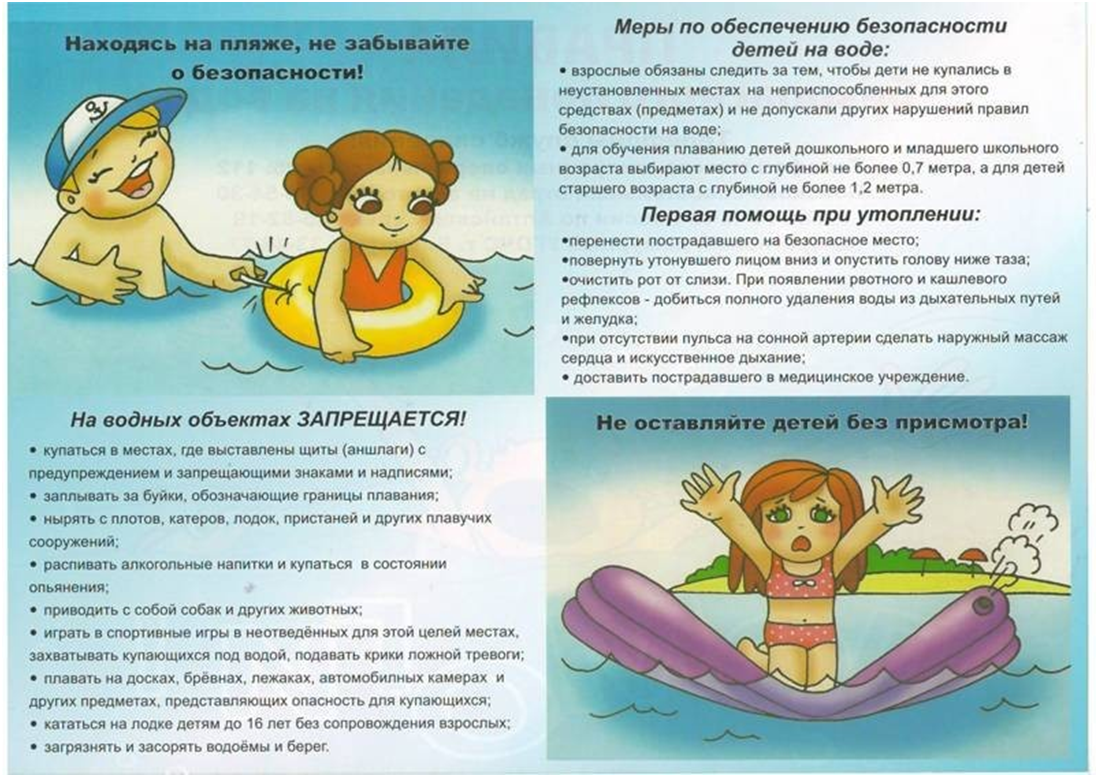 Находясь на пляже, не забывайте
о безопасности!
На водных объектах ЗАПРЕЩАЕТСЯ!
• купаться в местах, где выставлены щиты (аншлаги) с
предупреждением и запрещающими знаками и надписями;
• заплывать за буйки, обозначающие границы плавания;
• нырять с плотов, катеров, лодок, пристаней и других плавучих
сооружений;
• распивать алкогольные напитки и купаться в состоянии
опьянения;
• приводить с собой собак и других животных;
• играть в спортивные игры в неотведённых для этой целей местах,
захватывать купающихся под водой, подавать крики ложной тревоги;
• плавать на досках, брёвнах, лежаках, автомобилных камерах и
других предметах, представляющих опасность для купающихся;
• кататься на лодке детям до 16 лет без сопровождения взрослых;
• загрязнять и засорять водоёмы и берег.
Меры по обеспечению безопасности
детей на воде:
• взрослые обязаны следить за тем, чтобы дети не купались в
неустановленных местах на неприспособленных для этого
средствах (предметах) и не допускали других нарушений правил
безопасности на воде;
• для обучения плаванию детей дошкольного и младшего школьного
возраста выбирают место с глубиной не более 0,7 метра, а для детей
старшего возраста с глубиной не более 1,2 метра.
Первая помощь при утоплении:
•перенести пострадавшего на безопасное место;
•повернуть утонувшего лицом вниз и опустить голову ниже таза;
•очистить рот от слизи. При появлении рвотного и кашлевого
рефлексов - добиться полного удаления воды из дыхательных путей
и желудка;
•при отсутствии пульса на сонной артерии сделать наружный массаж
сердца и искусственное дыхание;
• доставить пострадавшего в медицинское учреждение.
Не оставляйте детей без присмотра!